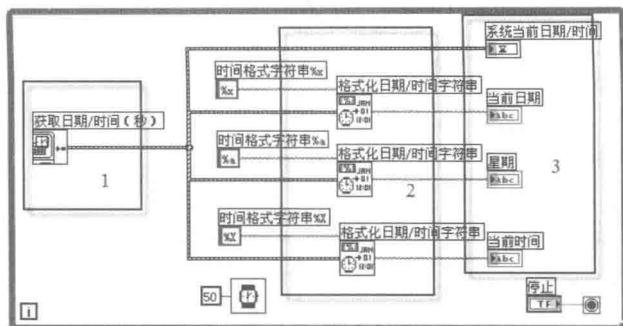 系统当前日期/时间
时间格式字符串%x
%x
格式化日期/时间字符串
当前日期
abc
获取日期/时间(秒)
时间格式字符串%a
%a
格式化日期/时间字符串
星期
abc
1
2
3
时间格式字符串%X
%X
格式化日期/时间字符串
当前时间
abc
50
停止
TF
i